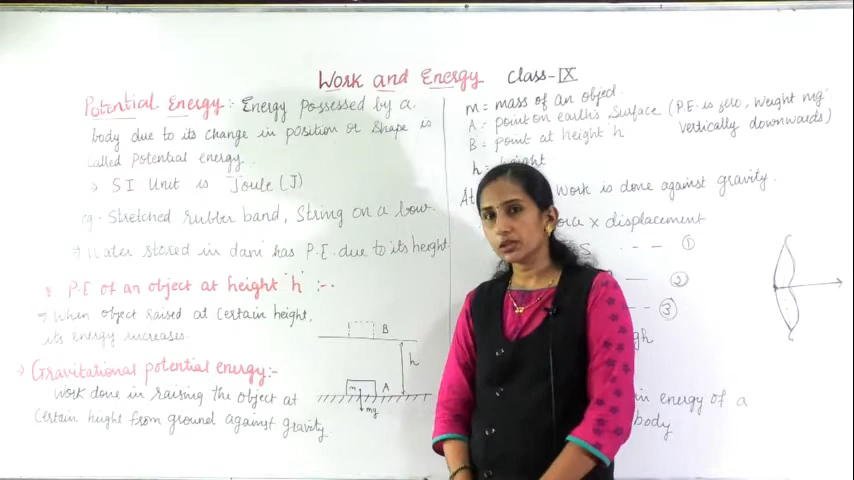 Work and Energy Class-IX
Potential Energy:- Energy possessed by a
body due to its change in position or shape is
called potential energy.
→ SI Unit is Joule (J)
eg- Stretched rubber band, String on a bow.
→ Water stored in dam has P.E. due to its height
* P.E of an object at height "h" :-
→ When object raised at certain height,
its energy increases.
→ Gravitational potential energy:-
Work done in raising the object at
certain height from ground against gravity.
B
h
m A
mg
m = mass of an object.
A:- point on earth's surface (P.E. is zero, Weight 'mg'
vertically downwards)
B = point at height 'h'
h = height
At Work is done against gravity.
x displacement
S - - - ①
- ②
- - ③
gh
in energy of a
body